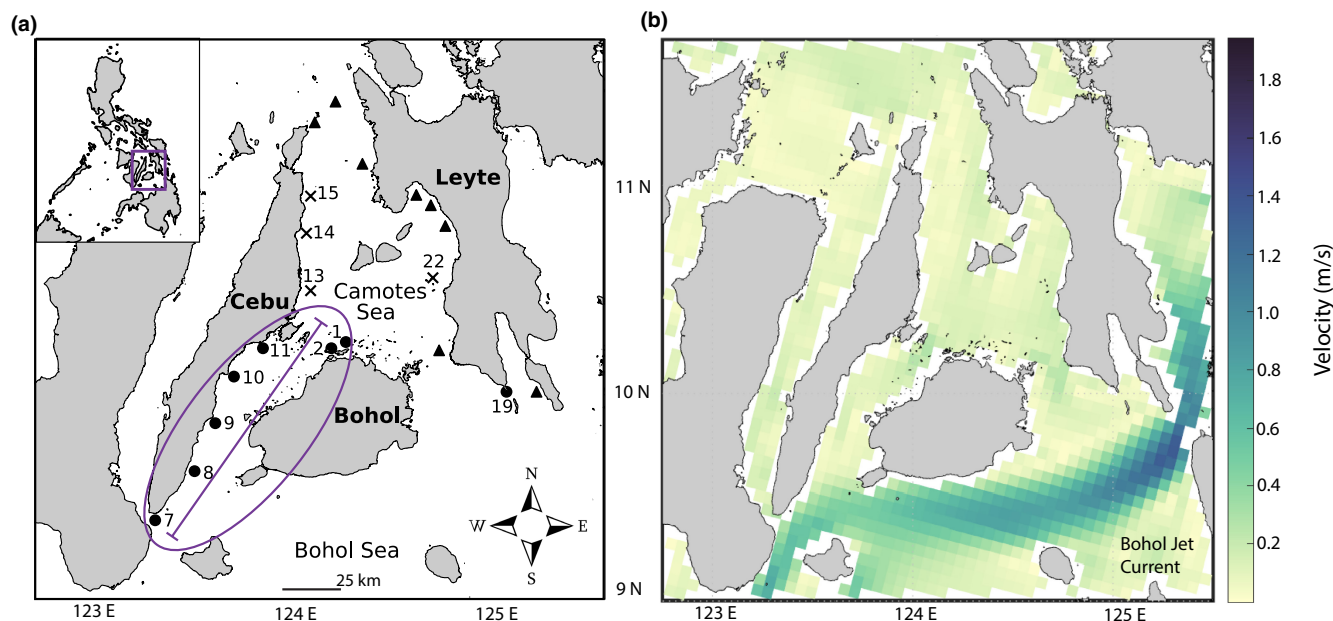 (a)
Leyte
15
14
13
22
Cebu
Camotes
Sea
1
2
11
10
9
8
7
19
Bohol
N
W
E
S
Bohol Sea
25 km
123 E
124 E
125 E
11 N
10 N
9 N
(b)
Bohol Jet
Current
123 E
124 E
125 E
1.8
1.6
1.4
1.2
1.0
0.8
0.6
0.4
0.2
Velocity (m/s)